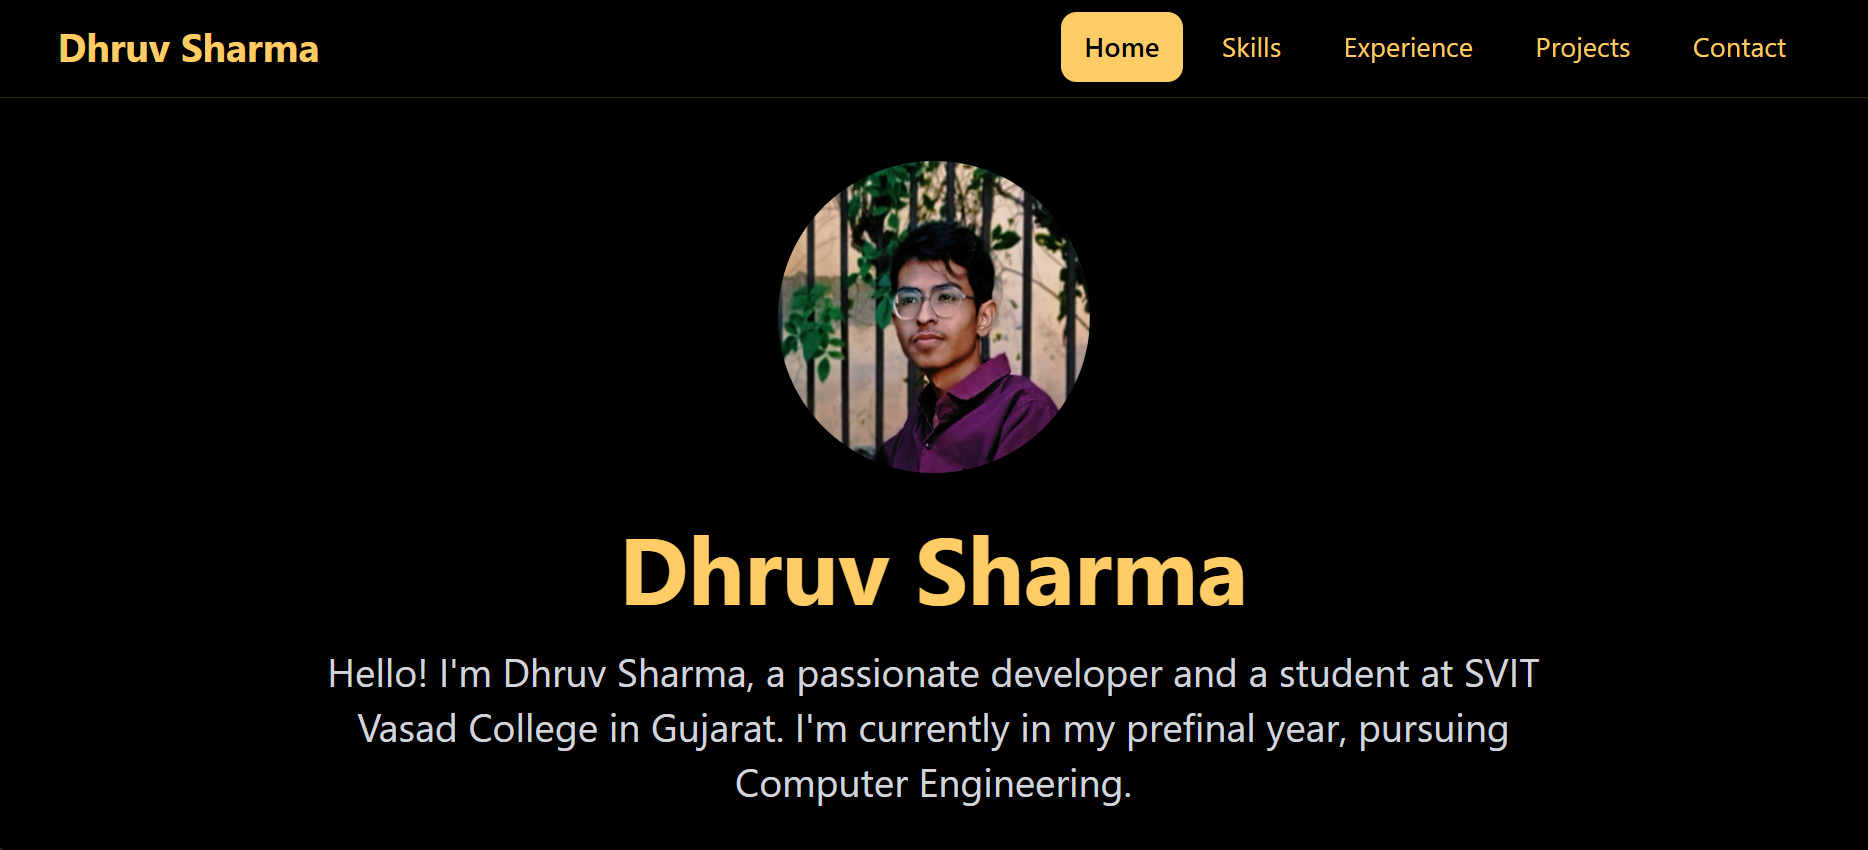 Dhruv Sharma
Home Skills Experience Projects Contact
Dhruv Sharma
Hello! I'm Dhruv Sharma, a passionate developer and a student at SVIT
Vasad College in Gujarat. I'm currently in my prefinal year, pursuing
Computer Engineering.